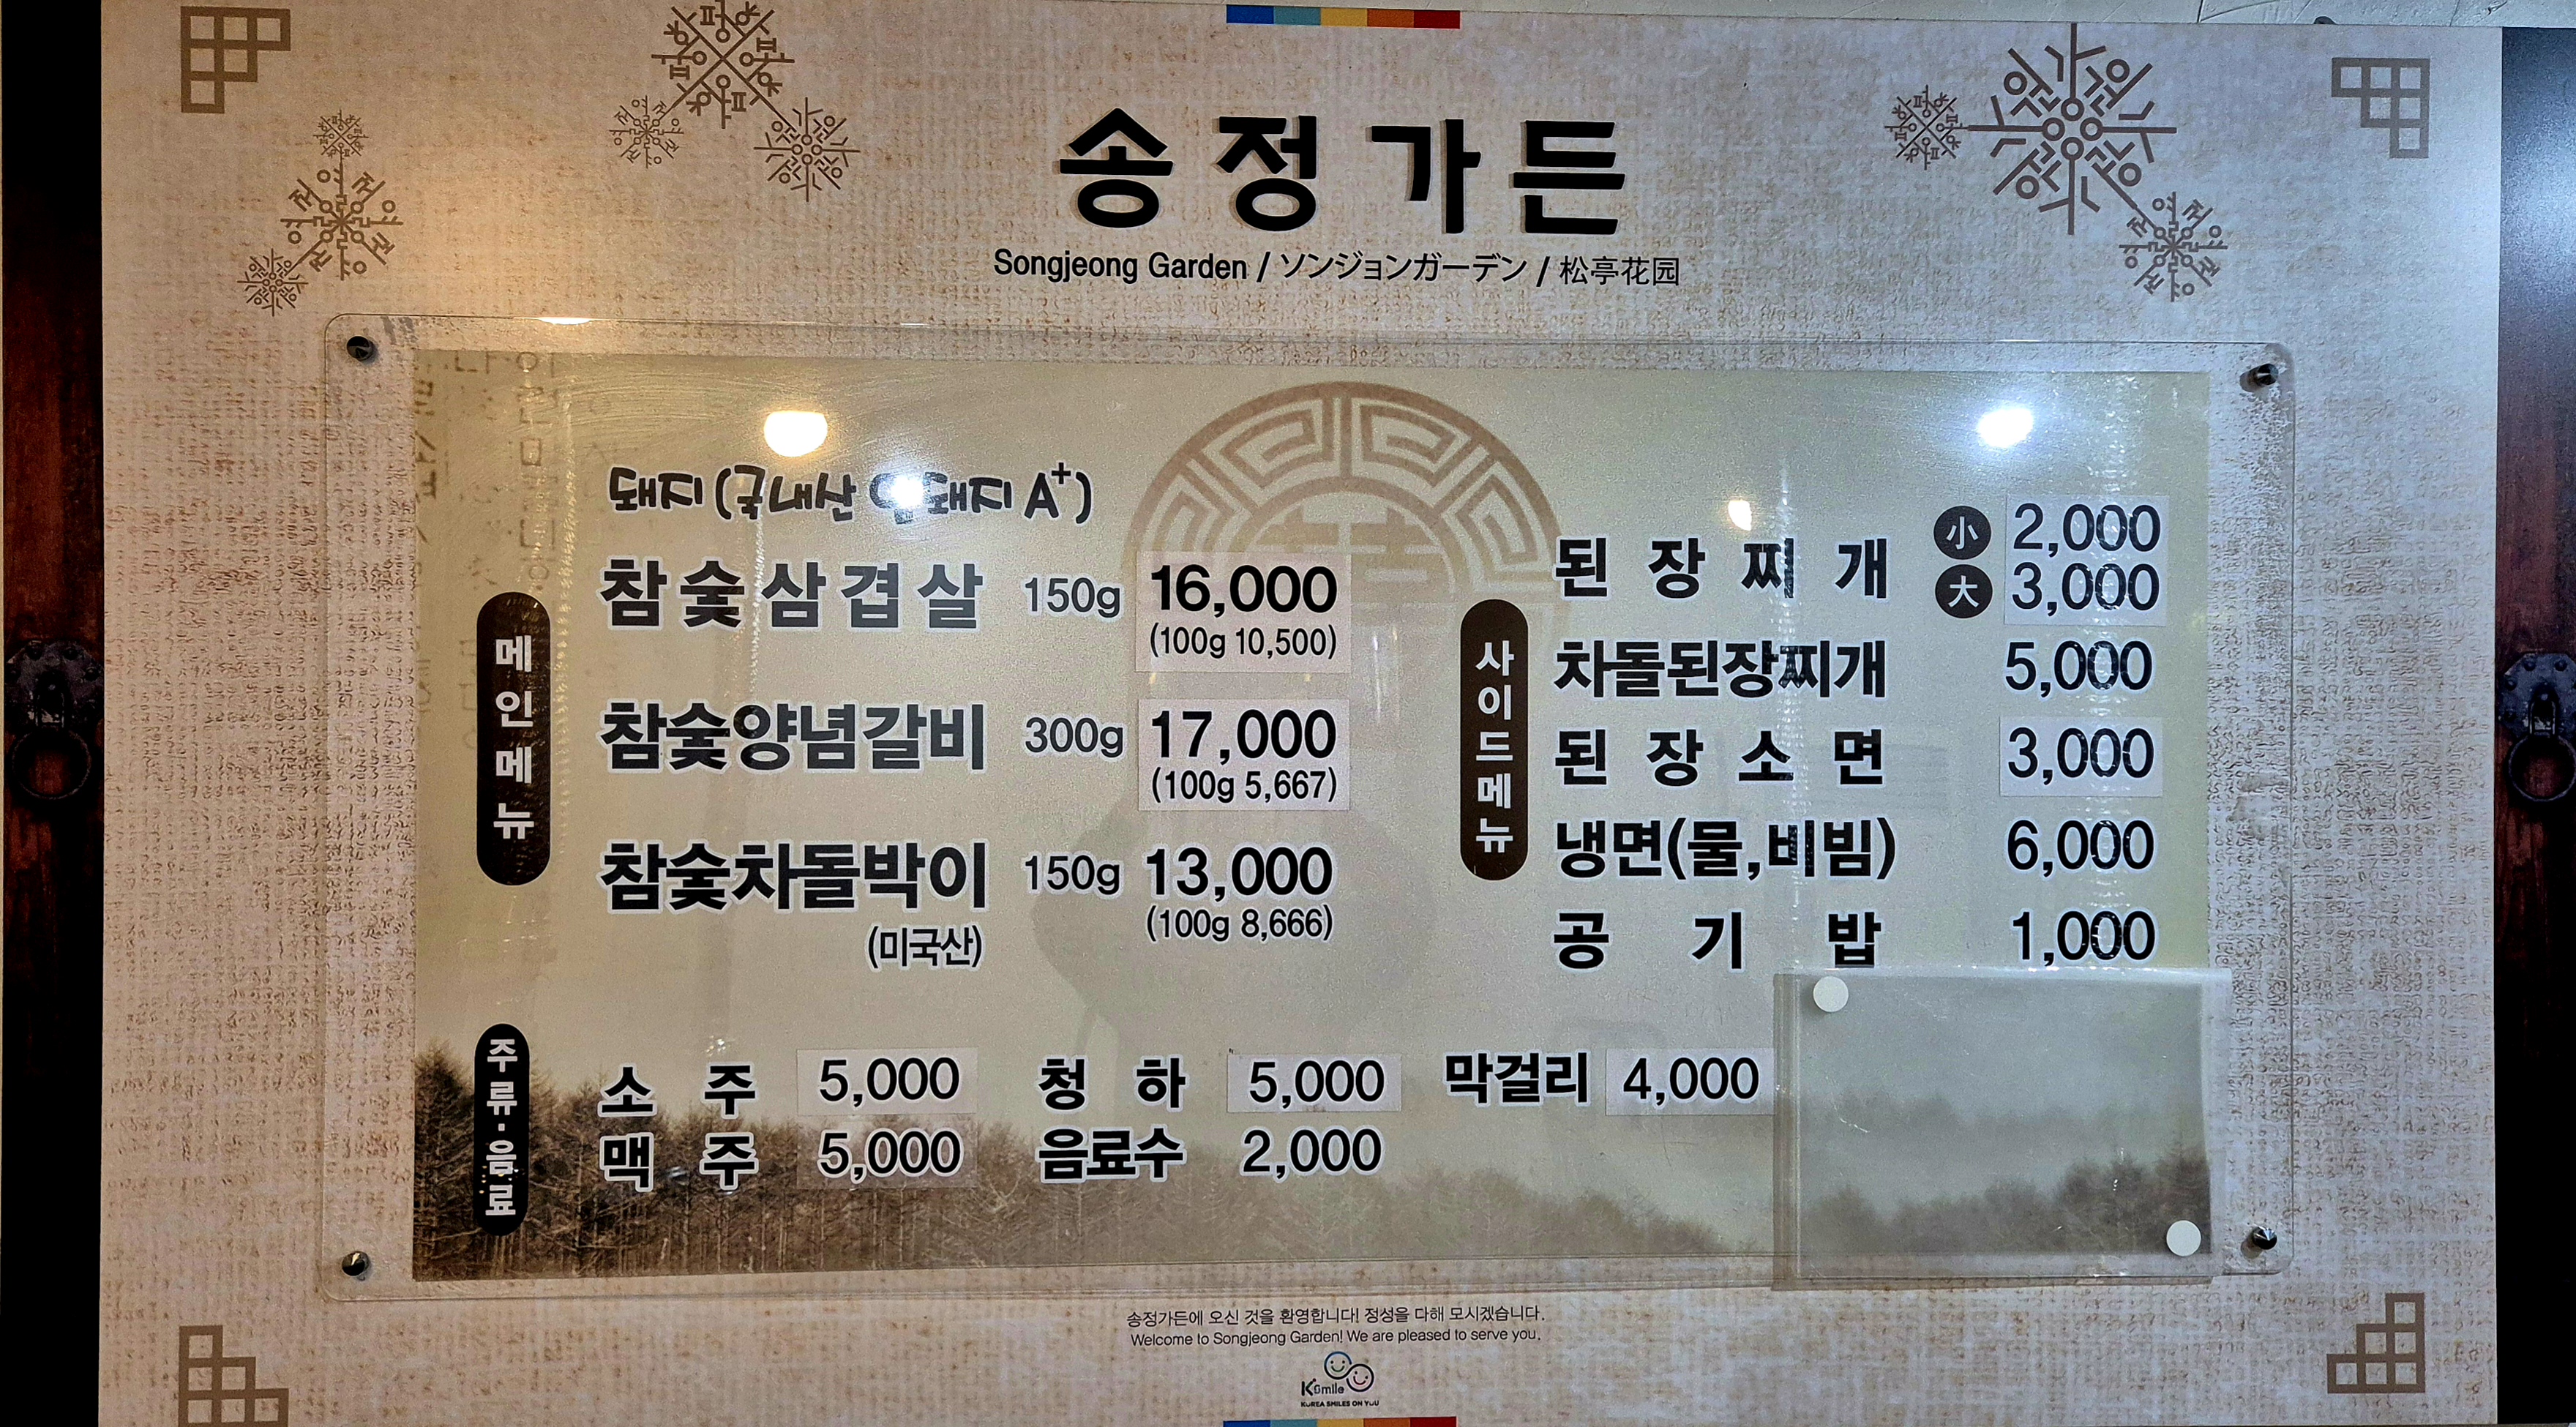 송정가든
Songjeong Garden / ソンジョンガーデン / 松亭花园
메인메뉴
돼지 (국내산 암돼지 A+)
참숯삼겹살 150g 16,000
(100g 10,500)
참숯양념갈비 300g 17,000
(100g 5,667)
참숯차돌박이 150g 13,000
(미국산) (100g 8,666)
사이드메뉴
된장찌개 小 2,000
大 3,000
차돌된장찌개 5,000
된장소면 3,000
냉면(물,비빔) 6,000
공기밥 1,000
주류·음료
소주 5,000 청하 5,000 막걸리 4,000
맥주 5,000 음료수 2,000
송정가든에 오신 것을 환영합니다! 정성을 다해 모시겠습니다.
Welcome to Songjeong Garden! We are pleased to serve you.
K smile
KOREA SMILES ON YOU